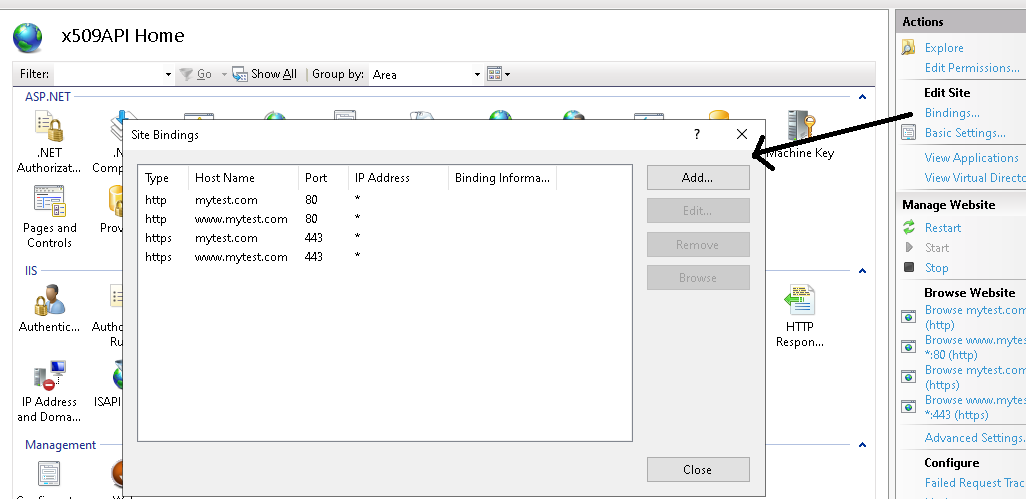 x509API Home
Filter:
Go
Show All
Group by:
Area
ASP.NET
.NET
Authorizat...
Machine Key
Pages and
Controls
IIS
Authentic...
HTTP
Respon...
IP Address
and Doma...
Management
Site Bindings
?
Type Host Name Port IP Address Binding Informa...
http mytest.com 80 *
http www.mytest.com 80 *
https mytest.com 443 *
https www.mytest.com 443 *
Add...
Edit...
Remove
Browse
Close
Actions
Explore
Edit Permissions...
Edit Site
Bindings...
Basic Settings...
View Applications
View Virtual Directo
Manage Website
Restart
Start
Stop
Browse Website
Browse mytest.com
(http)
Browse www.mytes
*:80 (http)
Browse mytest.com
(https)
Browse www.mytes
*:443 (https)
Advanced Settings.
Configure
Failed Request Trac